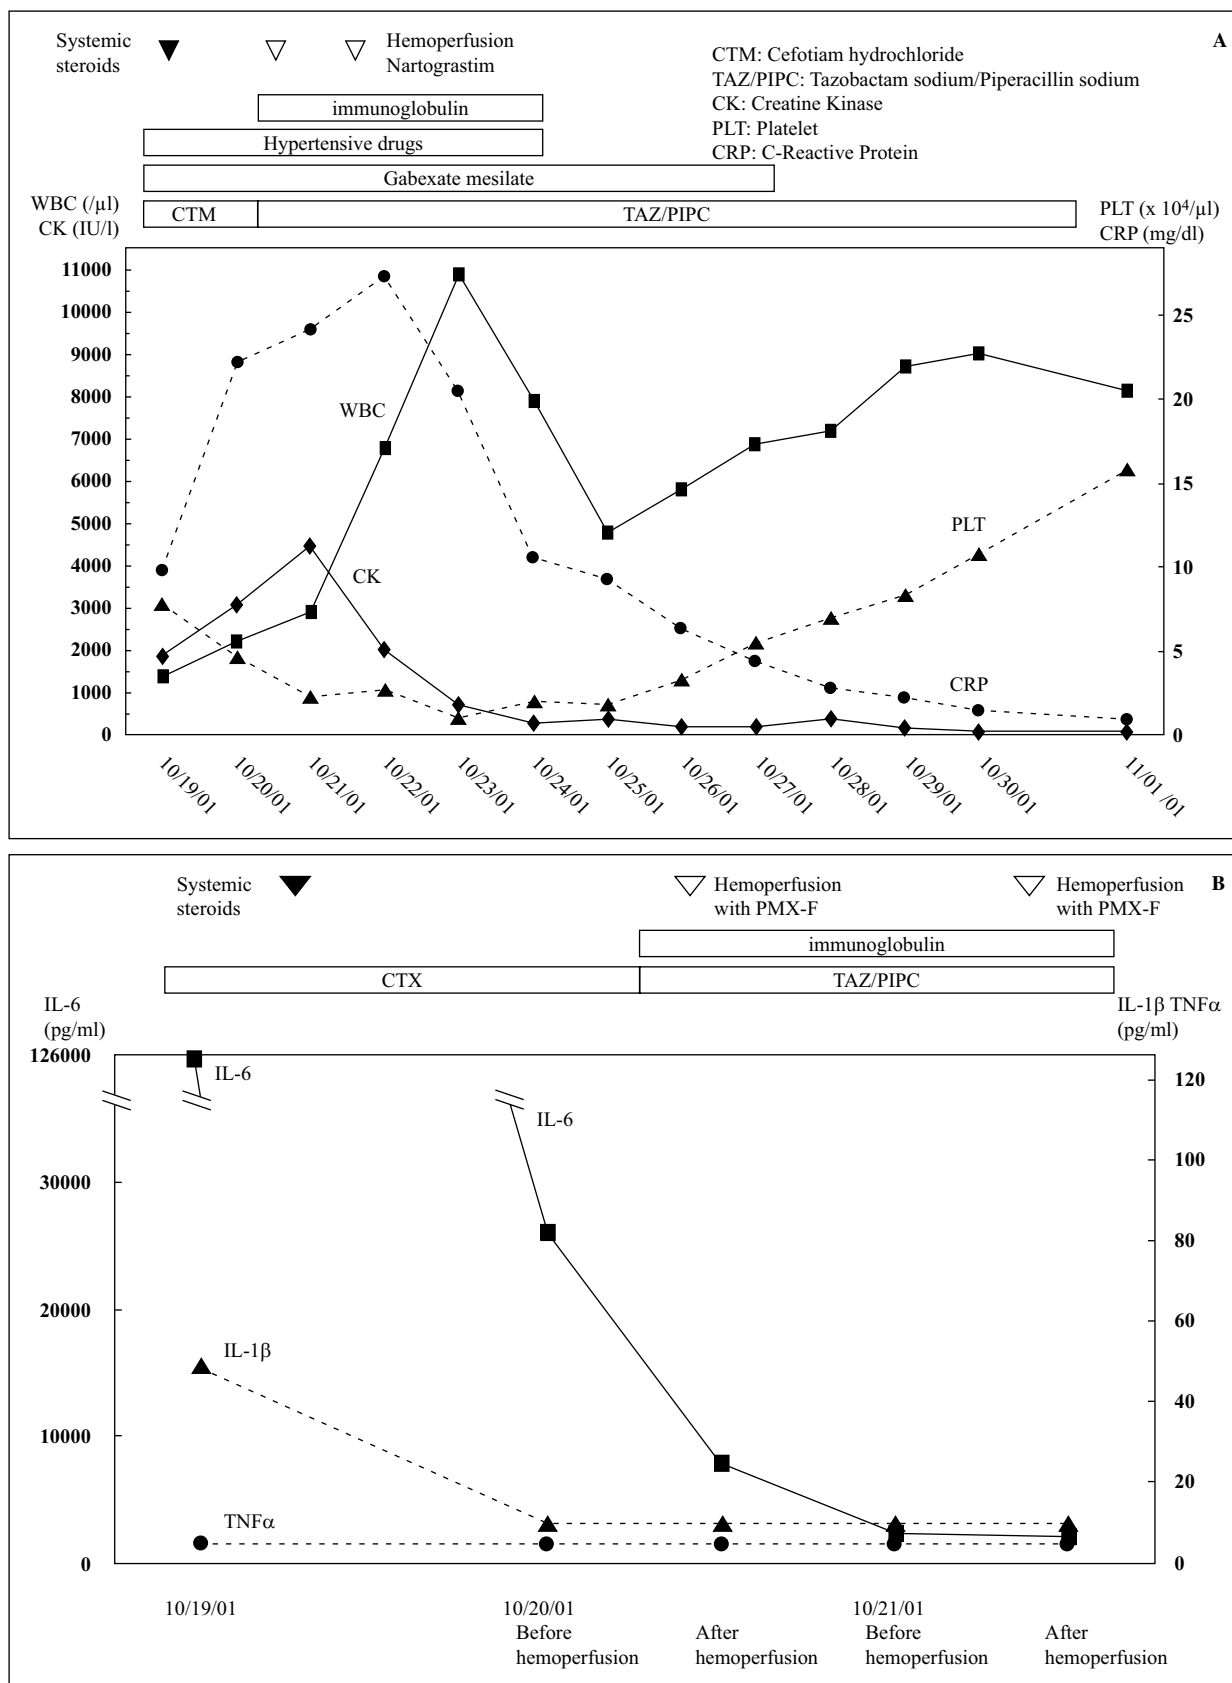 A
Systemic
steroids
Hemoperfusion
Nartograstim
CTM: Cefotiam hydrochloride
TAZ/PIPC: Tazobactam sodium/Piperacillin sodium
CK: Creatine Kinase
PLT: Platelet
CRP: C-Reactive Protein
immunoglobulin
Hypertensive drugs
Gabexate mesilate
CTM
TAZ/PIPC
WBC (/µl)
CK (IU/l)
PLT (x 10⁴/µl)
CRP (mg/dl)
11000
10000
9000
8000
7000
6000
5000
4000
3000
2000
1000
0
25
20
15
10
5
0
WBC
CK
PLT
CRP
10/19/01
10/20/01
10/21/01
10/22/01
10/23/01
10/24/01
10/25/01
10/26/01
10/27/01
10/28/01
10/29/01
10/30/01
11/01 /01
B
Systemic
steroids
Hemoperfusion
with PMX-F
Hemoperfusion
with PMX-F
immunoglobulin
CTX
TAZ/PIPC
IL-6
(pg/ml)
IL-1β TNFα
(pg/ml)
126000
30000
20000
10000
0
120
100
80
60
40
20
0
IL-6
IL-6
IL-1β
TNFα
10/19/01
10/20/01
Before
hemoperfusion
After
hemoperfusion
10/21/01
Before
hemoperfusion
After
hemoperfusion